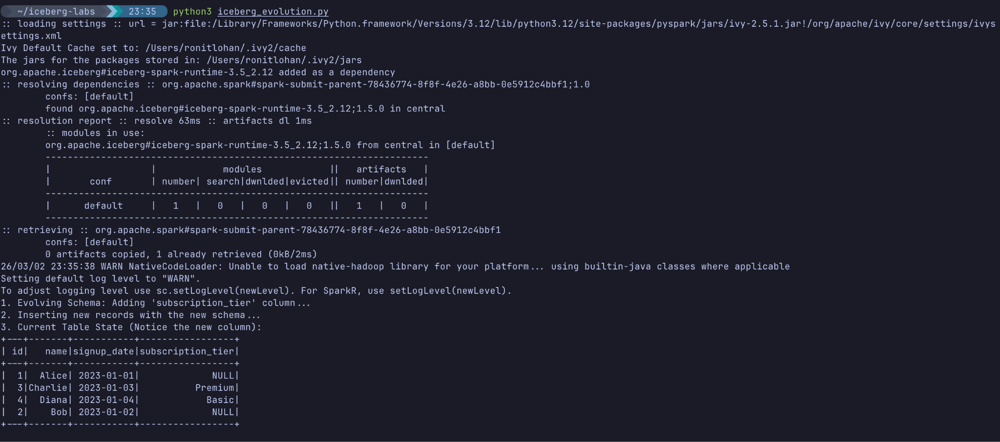 ~/iceberg-labs 23:35 python3 iceberg_evolution.py
:: loading settings :: url = jar:file:/Library/Frameworks/Python.framework/Versions/3.12/lib/python3.12/site-packages/pyspark/jars/ivy-2.5.1.jar!/org/apache/ivy/core/settings/ivys
ettings.xml
Ivy Default Cache set to: /Users/ronitlohan/.ivy2/cache
The jars for the packages stored in: /Users/ronitlohan/.ivy2/jars
org.apache.iceberg#iceberg-spark-runtime-3.5_2.12 added as a dependency
:: resolving dependencies :: org.apache.spark#spark-submit-parent-78436774-8f8f-4e26-a8bb-0e5912c4bbf1;1.0
        confs: [default]
        found org.apache.iceberg#iceberg-spark-runtime-3.5_2.12;1.5.0 in central
:: resolution report :: resolve 63ms :: artifacts dl 1ms
        :: modules in use:
        org.apache.iceberg#iceberg-spark-runtime-3.5_2.12;1.5.0 from central in [default]
        ---------------------------------------------------------------------
        |                  |            modules            ||   artifacts   |
        |       conf       | number| search|dwnlded|evicted|| number|dwnlded|
        ---------------------------------------------------------------------
        |      default     |   1   |   0   |   0   |   0   ||   1   |   0   |
        ---------------------------------------------------------------------
:: retrieving :: org.apache.spark#spark-submit-parent-78436774-8f8f-4e26-a8bb-0e5912c4bbf1
        confs: [default]
        0 artifacts copied, 1 already retrieved (0kB/2ms)
26/03/02 23:35:38 WARN NativeCodeLoader: Unable to load native-hadoop library for your platform... using builtin-java classes where applicable
Setting default log level to "WARN".
To adjust logging level use sc.setLogLevel(newLevel). For SparkR, use setLogLevel(newLevel).
1. Evolving Schema: Adding 'subscription_tier' column...
2. Inserting new records with the new schema...
3. Current Table State (Notice the new column):
+---+-------+-----------+-----------------+
| id|   name|signup_date|subscription_tier|
+---+-------+-----------+-----------------+
|  1|  Alice| 2023-01-01|             NULL|
|  3|Charlie| 2023-01-03|          Premium|
|  4|  Diana| 2023-01-04|            Basic|
|  2|    Bob| 2023-01-02|             NULL|
+---+-------+-----------+-----------------+